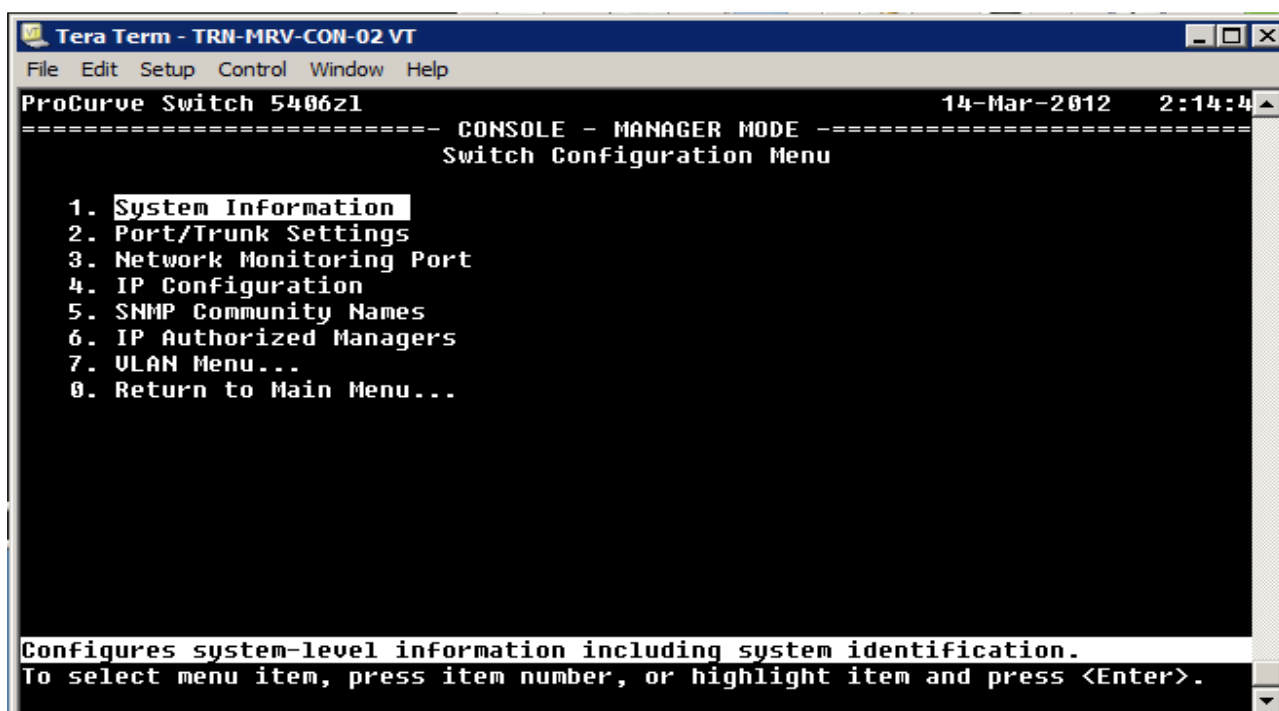 Tera Term - TRN-MRV-CON-02 VT
File Edit Setup Control Window Help
ProCurve Switch 5406zl 14-Mar-2012 2:14:4
==========================- CONSOLE - MANAGER MODE -===========================
Switch Configuration Menu
1. System Information
2. Port/Trunk Settings
3. Network Monitoring Port
4. IP Configuration
5. SNMP Community Names
6. IP Authorized Managers
7. VLAN Menu...
0. Return to Main Menu...
Configures system-level information including system identification.
To select menu item, press item number, or highlight item and press <Enter>.